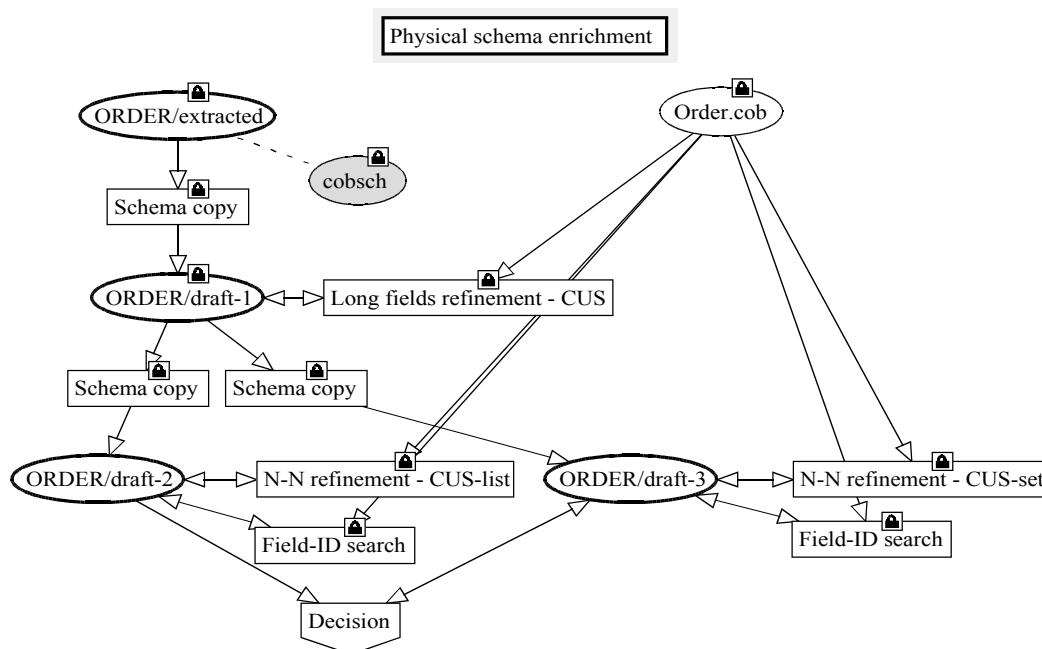 Physical schema enrichment
ORDER/extracted
Order.cob
cobsch
Schema copy
ORDER/draft-1
Long fields refinement - CUS
Schema copy
Schema copy
ORDER/draft-2
N-N refinement - CUS-list
ORDER/draft-3
N-N refinement - CUS-set
Field-ID search
Field-ID search
Decision